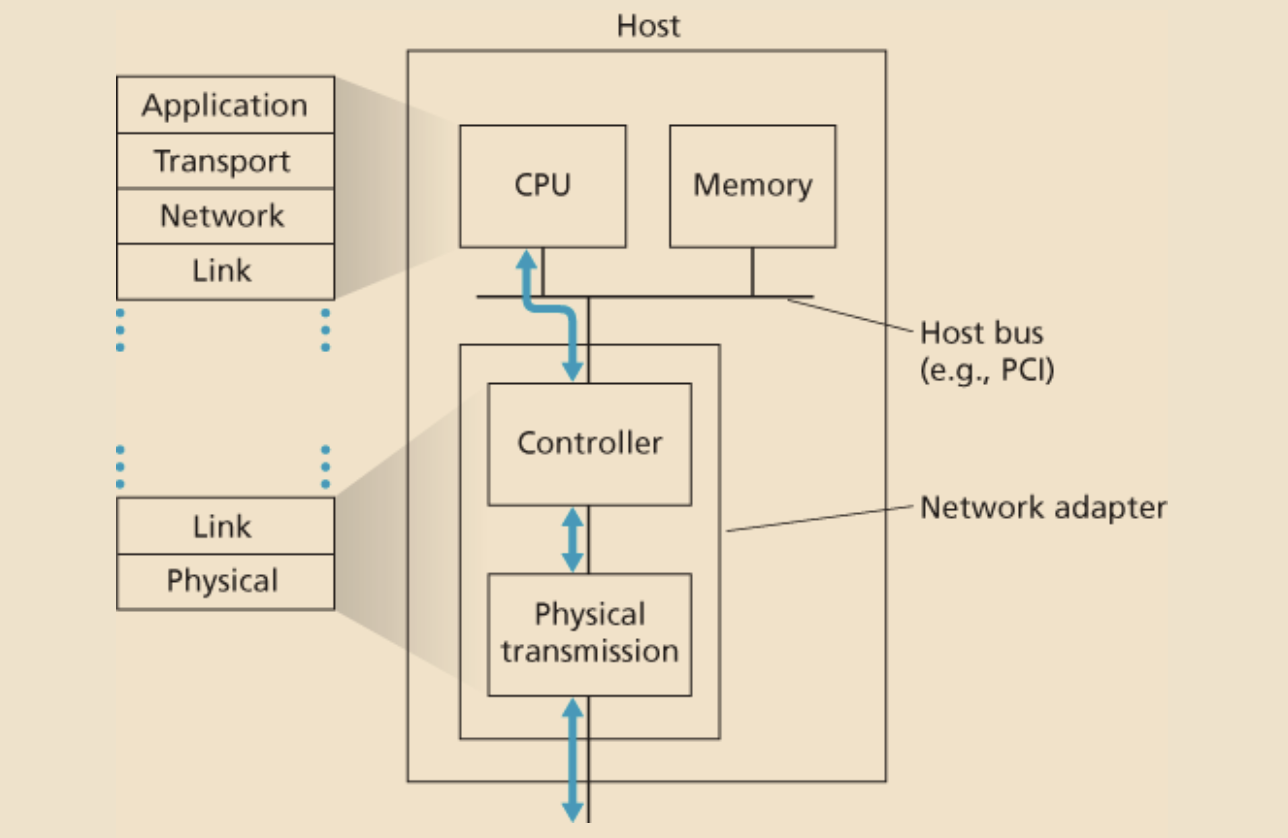 Host
Application
Transport
Network
Link
CPU
Memory
Host bus
(e.g., PCI)
Controller
Network adapter
Link
Physical
Physical
transmission